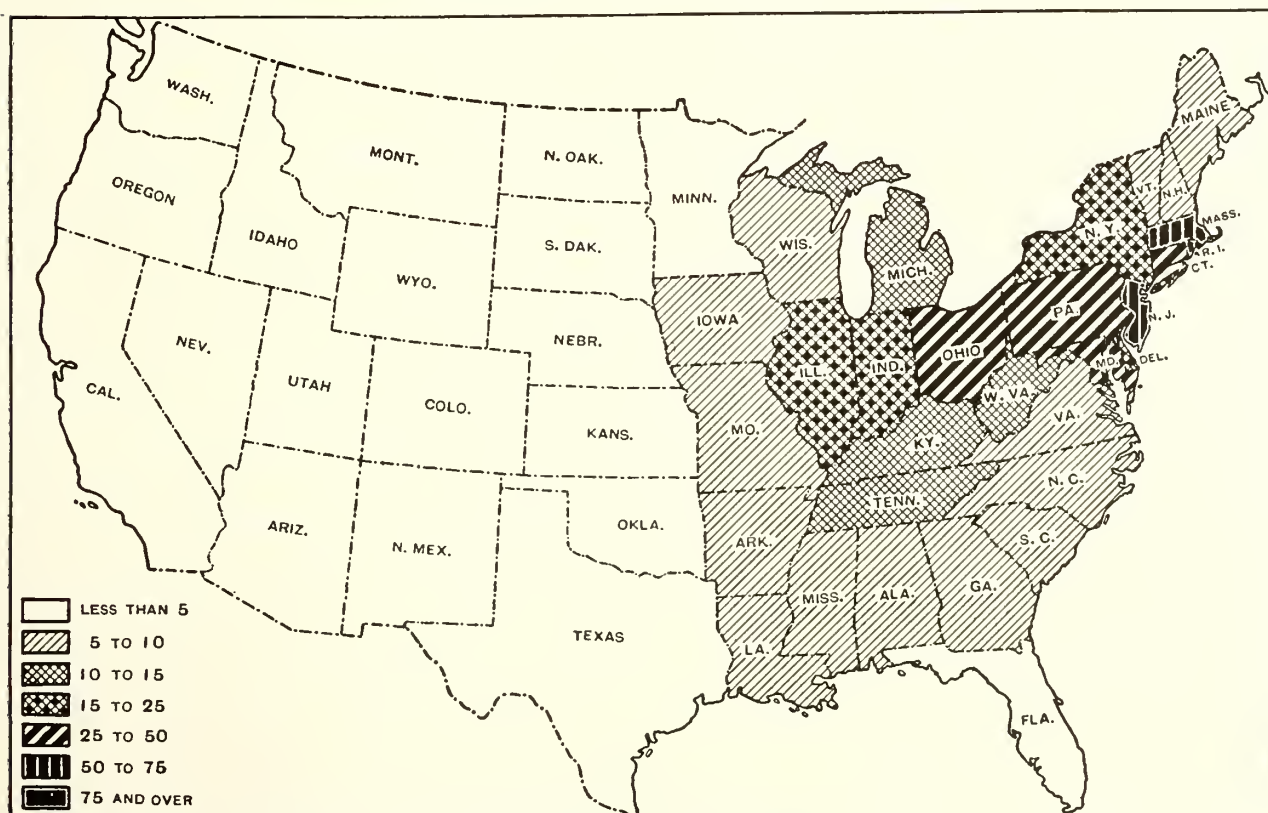 WASH.
MONT.
N. OAK.
MINN.
OREGON
IDAHO
S. DAK.
WYO.
NEBR.
NEV.
UTAH
COLO.
KANS.
CAL.
ARIZ.
N. MEX.
OKLA.
TEXAS
WIS.
MICH.
IOWA
ILL.
IND.
OHIO
MO.
KY.
TENN.
ARK.
MISS.
ALA.
GA.
LA.
FLA.
S. C.
N. C.
VA.
W. VA.
PA.
N. Y.
VT.
N.H.
MAINE
MASS.
R. I.
CT.
N. J.
DEL.
MD.
LESS THAN 5
5 TO 10
10 TO 15
15 TO 25
25 TO 50
50 TO 75
75 AND OVER